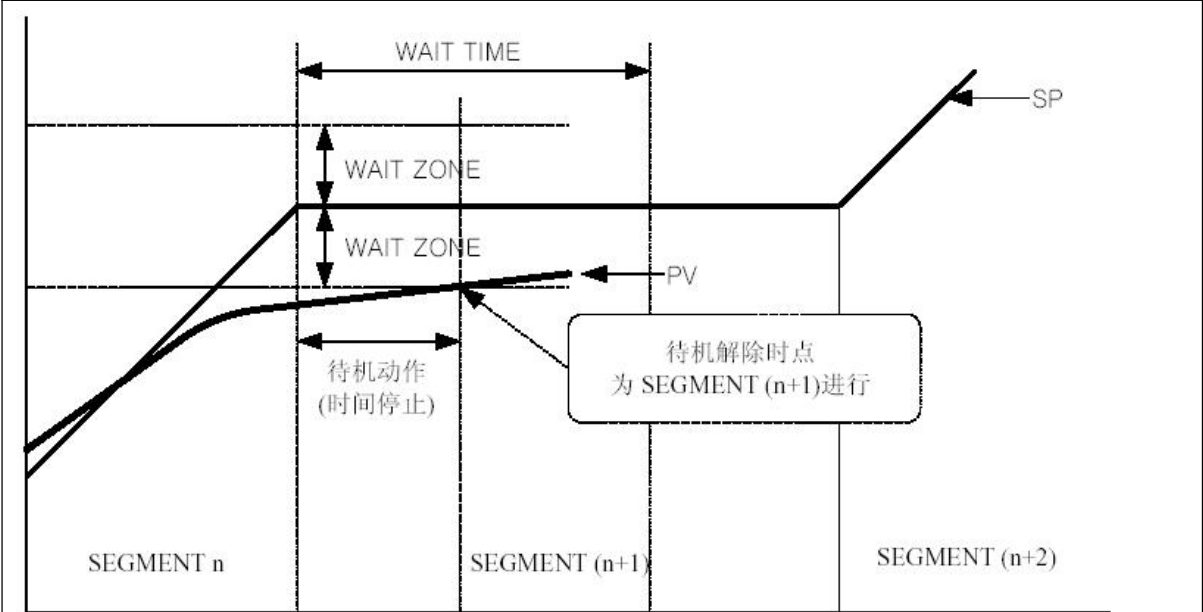 WAIT TIME
SP
WAIT ZONE
WAIT ZONE
PV
待机解除时点
为 SEGMENT (n+1)进行
待机动作
(时间停止)
SEGMENT n
SEGMENT (n+1)
SEGMENT (n+2)